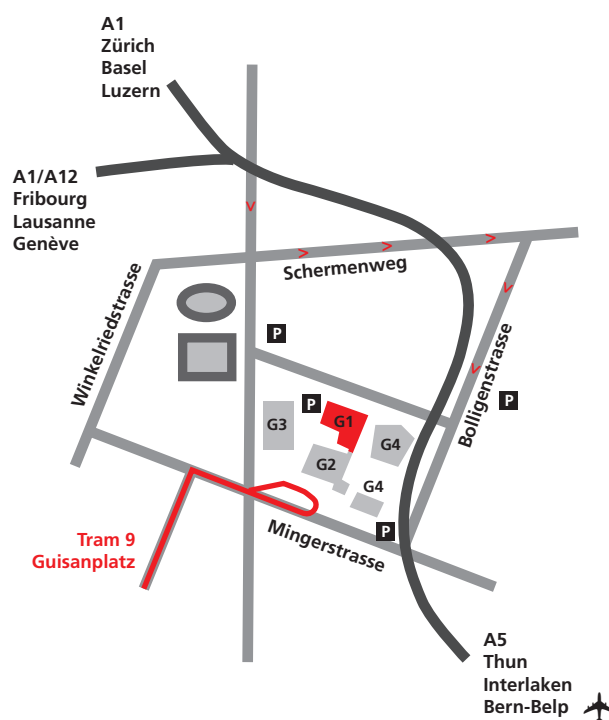 A1
Zürich
Basel
Luzern
A1/A12
Fribourg
Lausanne
Genève
Schermenweg
Winkelriedstrasse
P
Bolligenstrasse
P
P
G1
G3
G4
G2
G4
P
Mingerstrasse
Tram 9
Guisanplatz
A5
Thun
Interlaken
Bern-Belp